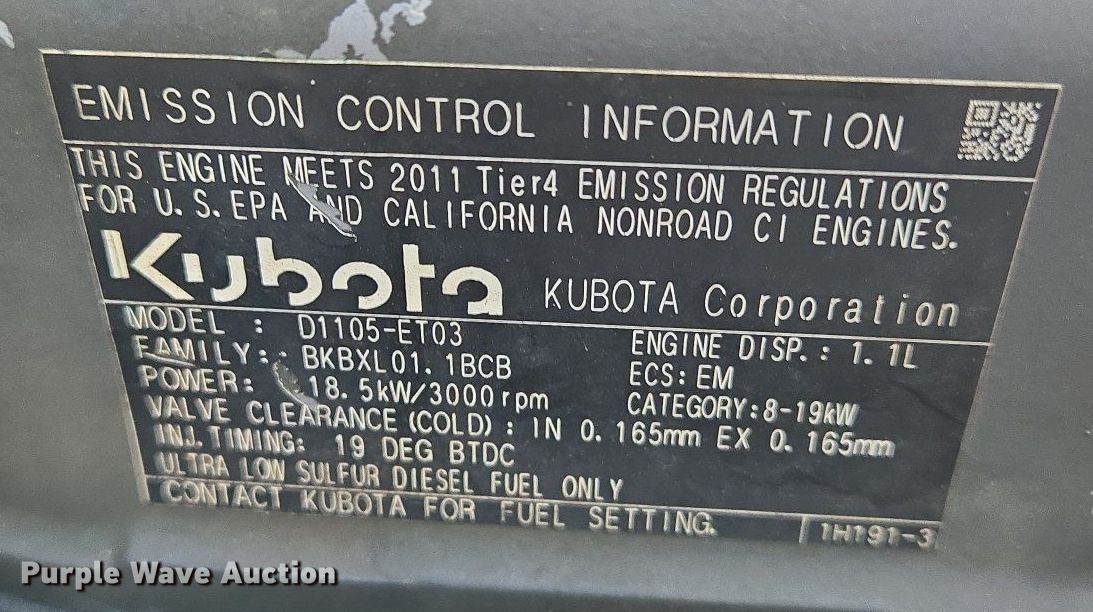 EMISSION CONTROL INFORMATION
THIS ENGINE MEETS 2011 Tier4 EMISSION REGULATIONS
FOR U.S.EPA AND CALIFORNIA NONROAD CI ENGINES.
Kubota KUBOTA Corporation
MODEL : D1105-ET03 ENGINE DISP.: 1.1L
FAMILY: BKBXL01.1BCB ECS:EM
POWER: 18.5kW/3000rpm CATEGORY:8-19kW
VALVE CLEARANCE (COLD) : IN 0.165mm EX 0.165mm
INJ.TIMING: 19 DEG BTDC
ULTRA LOW SULFUR DIESEL FUEL ONLY
CONTACT KUBOTA FOR FUEL SETTING. 1H191-3
Purple Wave Auction